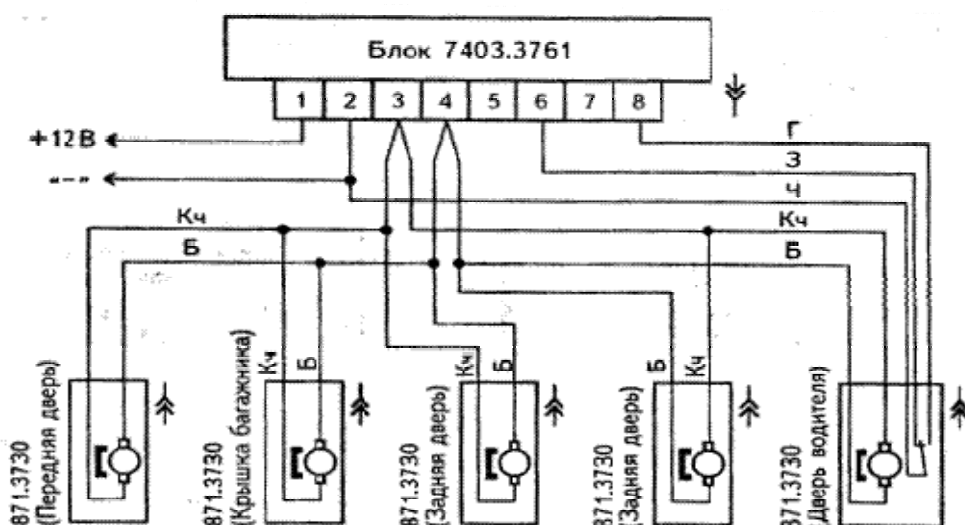 Блок 7403.3761
1 2 3 4 5 6 7 8
+12В
Г
З
"–"
Ч
Кч
Кч
Б
Б
Кч
Б
Кч
Б
Б
Кч
871.3730
(Передняя дверь)
871.3730
(Крышка багажника)
871.3730
(Задняя дверь)
871.3730
(Задняя дверь)
871.3730
(Дверь водителя)